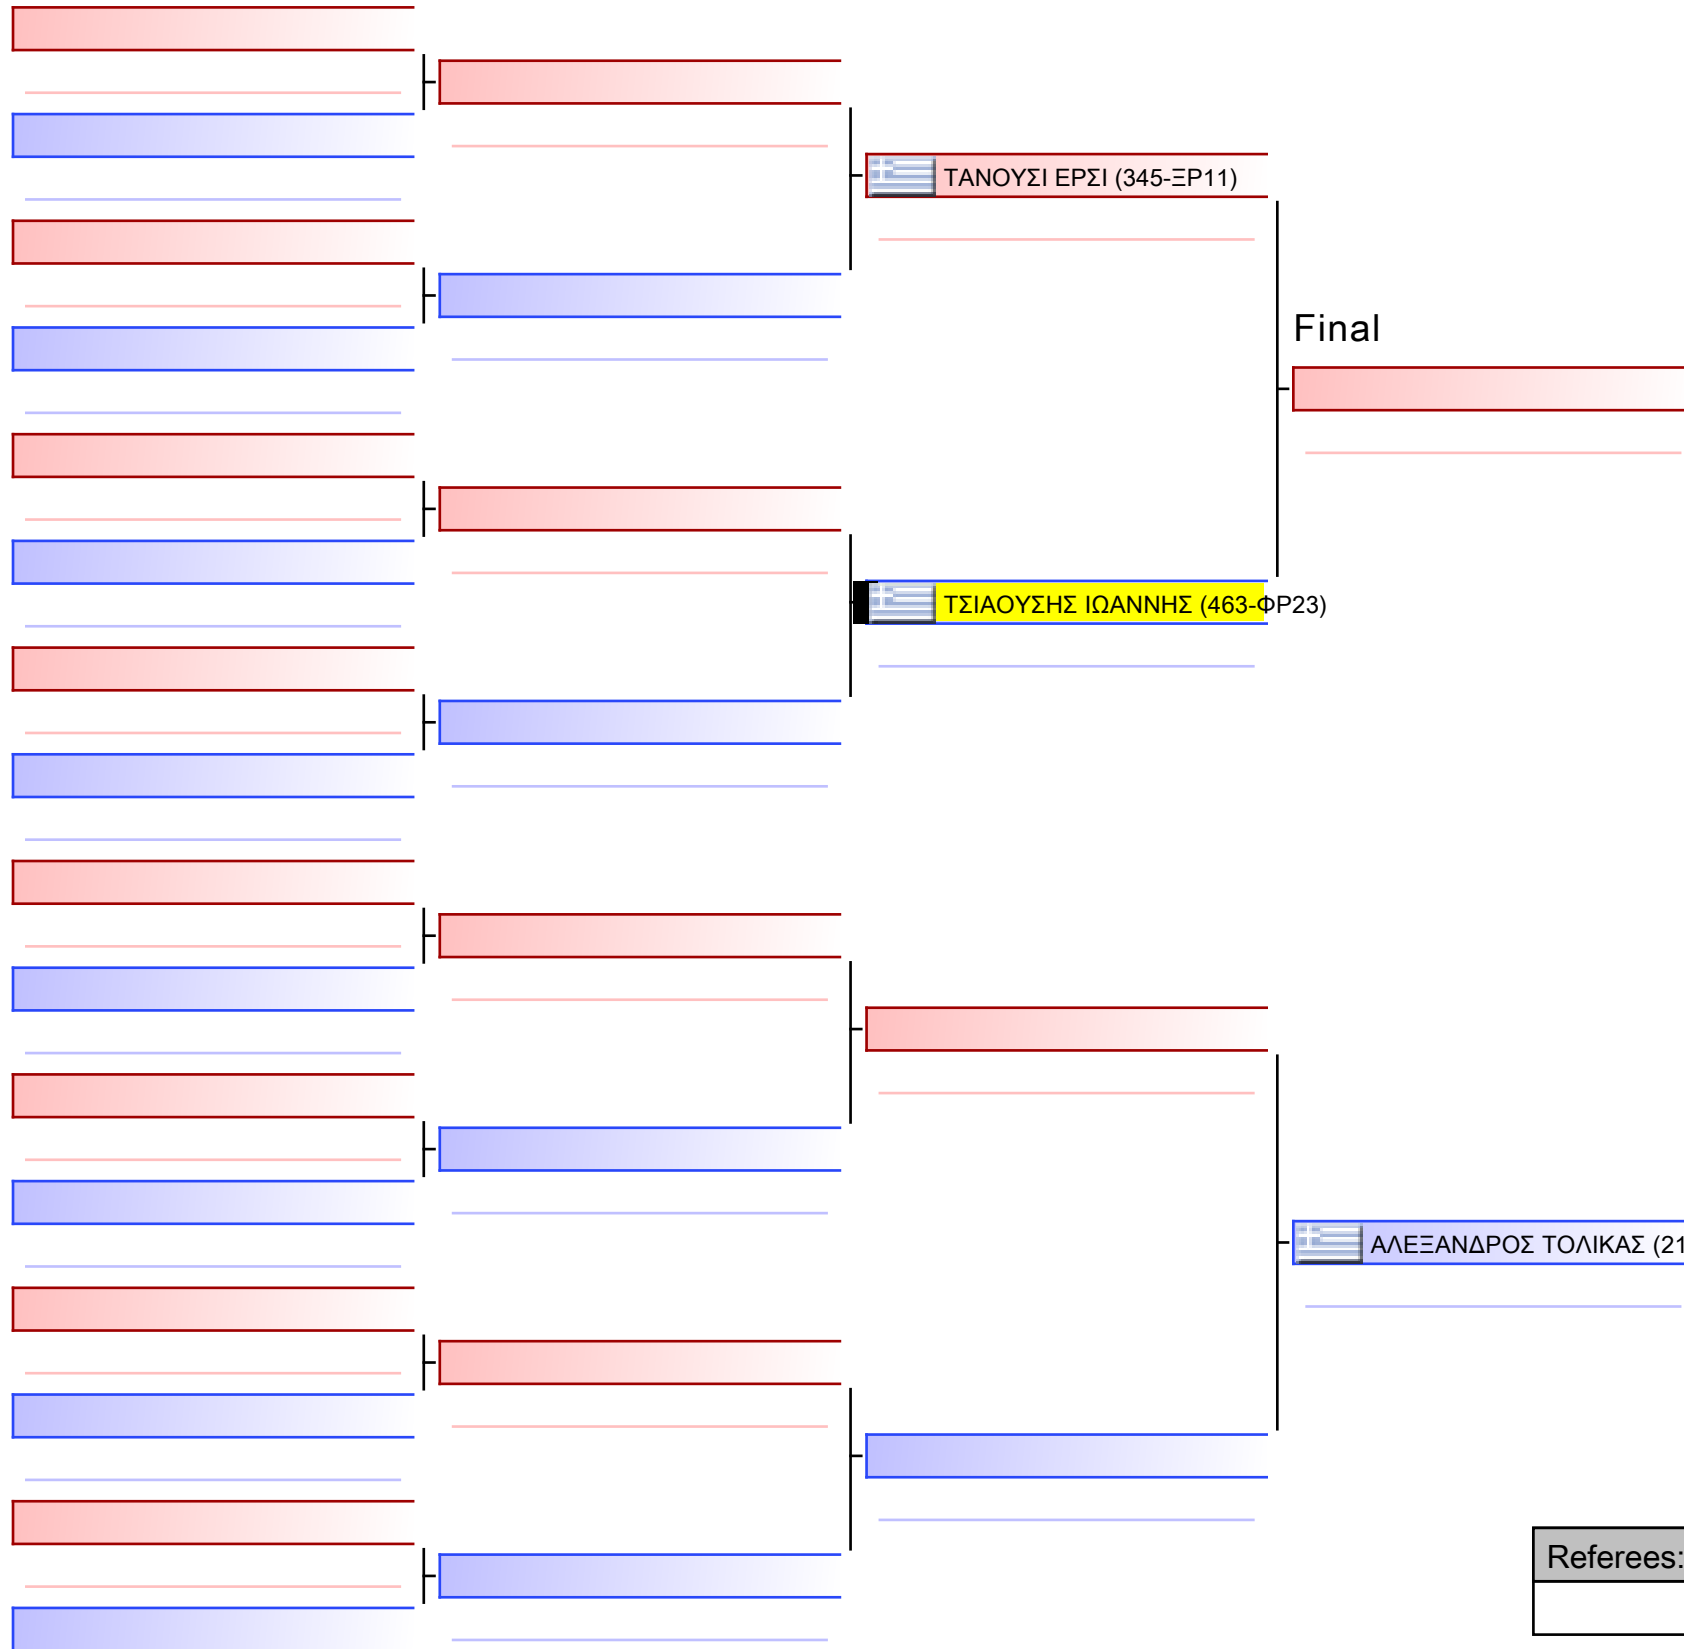 ΤΑΝΟΥΣΙ ΕΡΣΙ (345-ΞΡ11)
Final
ΤΣΙΑΟΥΣΗΣ ΙΩΑΝΝΗΣ (463-ΦΡ23)
ΑΛΕΞΑΝΔΡΟΣ ΤΟΛΙΚΑΣ (21
Referees: